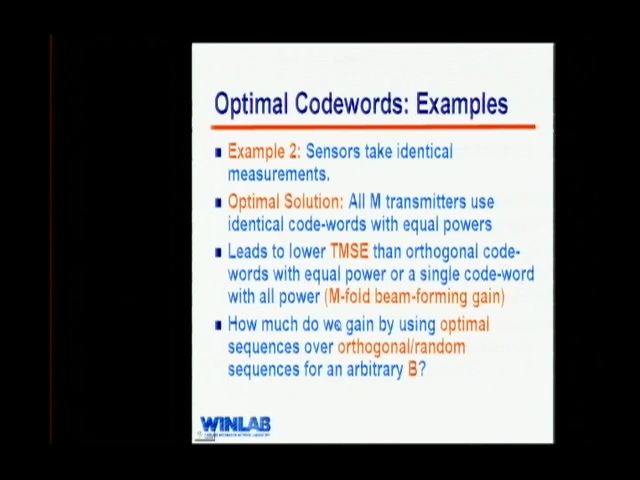 Optimal Codewords: Examples
Example 2: Sensors take identical
measurements.
Optimal Solution: All M transmitters use
identical code-words with equal powers
Leads to lower TMSE than orthogonal code-
words with equal power or a single code-word
with all power (M-fold beam-forming gain)
How much do we gain by using optimal
sequences over orthogonal/random
sequences for an arbitrary B?
WINLAB